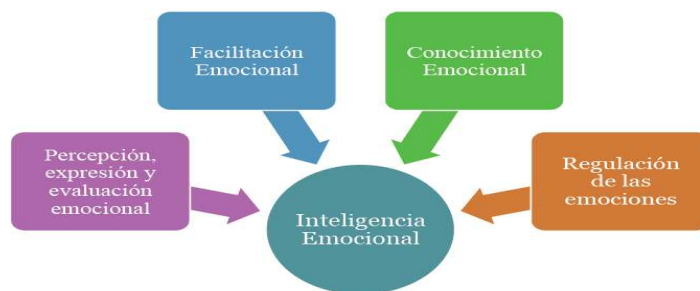 Facilitación
Emocional
Conocimiento
Emocional
Percepción,
expresión y
evaluación
emocional
Regulación
de las
emociones
Inteligencia
Emocional